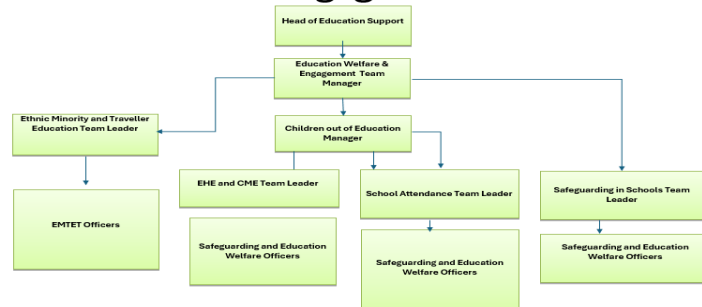 Head of Education Support
Education Welfare &
Engagement Team
Manager
Ethnic Minority and Traveller
Education Team Leader
Children out of Education
Manager
EHE and CME Team Leader
School Attendance Team Leader
Safeguarding in Schools Team
Leader
EMTET Officers
Safeguarding and Education
Welfare Officers
Safeguarding and Education
Welfare Officers
Safeguarding and Education
Welfare Officers